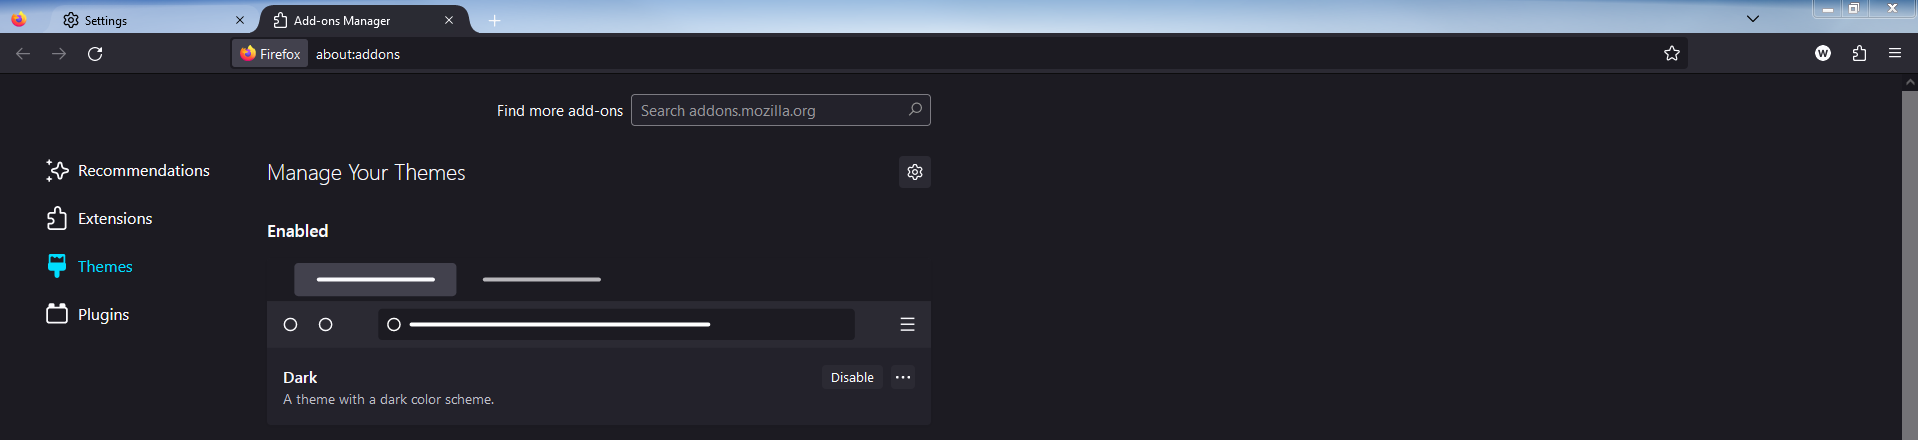 Settings
Add-ons Manager
Firefox about:addons
W
Find more add-ons Search addons.mozilla.org
Recommendations
Extensions
Themes
Plugins
Manage Your Themes
Enabled
Dark
A theme with a dark color scheme.
Disable